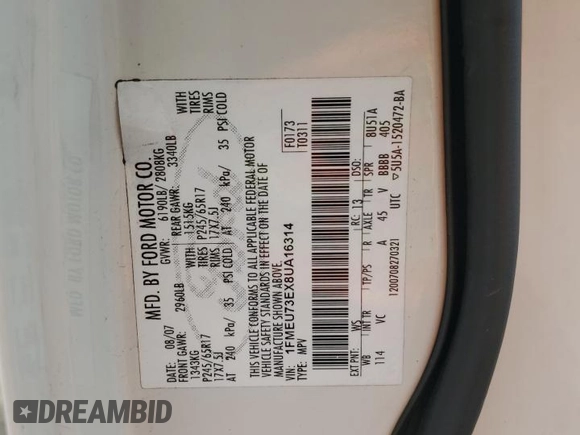 MFD. BY FORD MOTOR CO.
DATE: 08/07 GVWR: 6190LB/ 2808KG
FRONT GAWR: 2960LB REAR GAWR: 3340LB
1343KG WITH 1515KG WITH
P245/65R17 TIRES P245/65R17 TIRES
17X7.5J RIMS 17X7.5J RIMS
AT 240 kPa/ 35 PSI COLD AT 240 kPa/ 35 PSI COLD
THIS VEHICLE CONFORMS TO ALL APPLICABLE FEDERAL MOTOR
VEHICLE SAFETY STANDARDS IN EFFECT ON THE DATE OF
MANUFACTURE SHOWN ABOVE.
VIN: 1FMEU73EX8UA16314 F0173
TYPE: MPV T0311
EXT PNT: WS RC: 13 DSO:
WB INT TR TP/PS R AXLE TR SPR 8U51A
114 VC A 45 V BBBB 405
1200708270321 UTC ▽5U5A-1520472-BA
DREAMBID